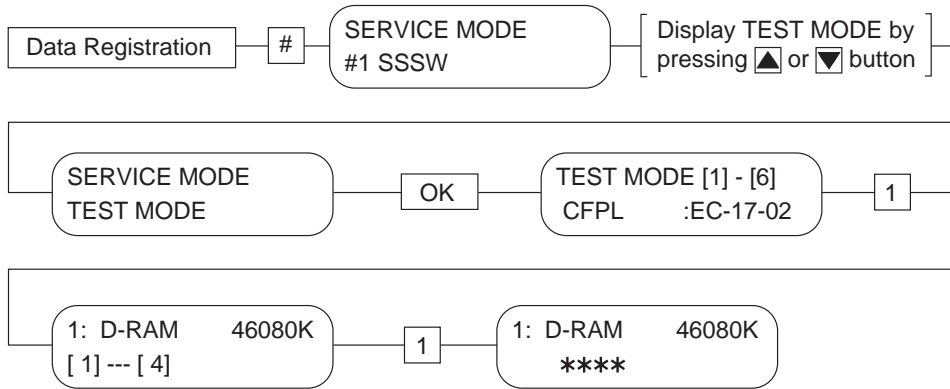 Data Registration
#
SERVICE MODE
#1 SSSW
Display TEST MODE by
pressing ▲ or ▼ button
SERVICE MODE
TEST MODE
OK
TEST MODE [1] - [6]
CFPL :EC-17-02
1
1: D-RAM 46080K
[ 1] --- [ 4]
1
1: D-RAM 46080K
****